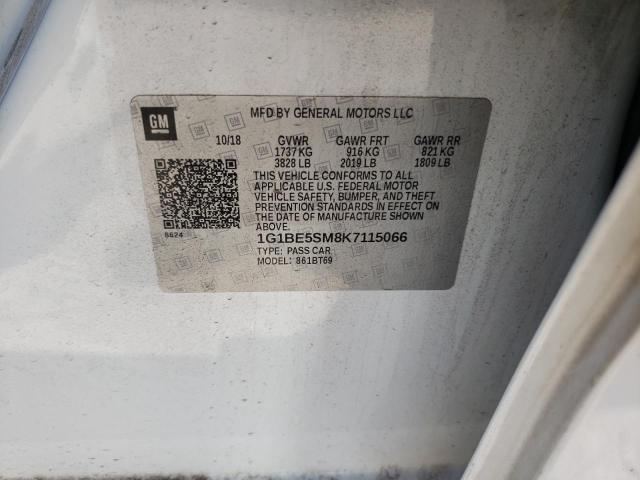 GM
MFD BY GENERAL MOTORS LLC
10/18 GVWR GAWR FRT GAWR RR
1737 KG 916 KG 821 KG
3828 LB 2019 LB 1809 LB
THIS VEHICLE CONFORMS TO ALL
APPLICABLE U.S. FEDERAL MOTOR
VEHICLE SAFETY, BUMPER, AND THEFT
PREVENTION STANDARDS IN EFFECT ON
THE DATE OF MANUFACTURE SHOWN
ABOVE.
8624
1G1BE5SM8K7115066
TYPE: PASS CAR
MODEL: 861BT69